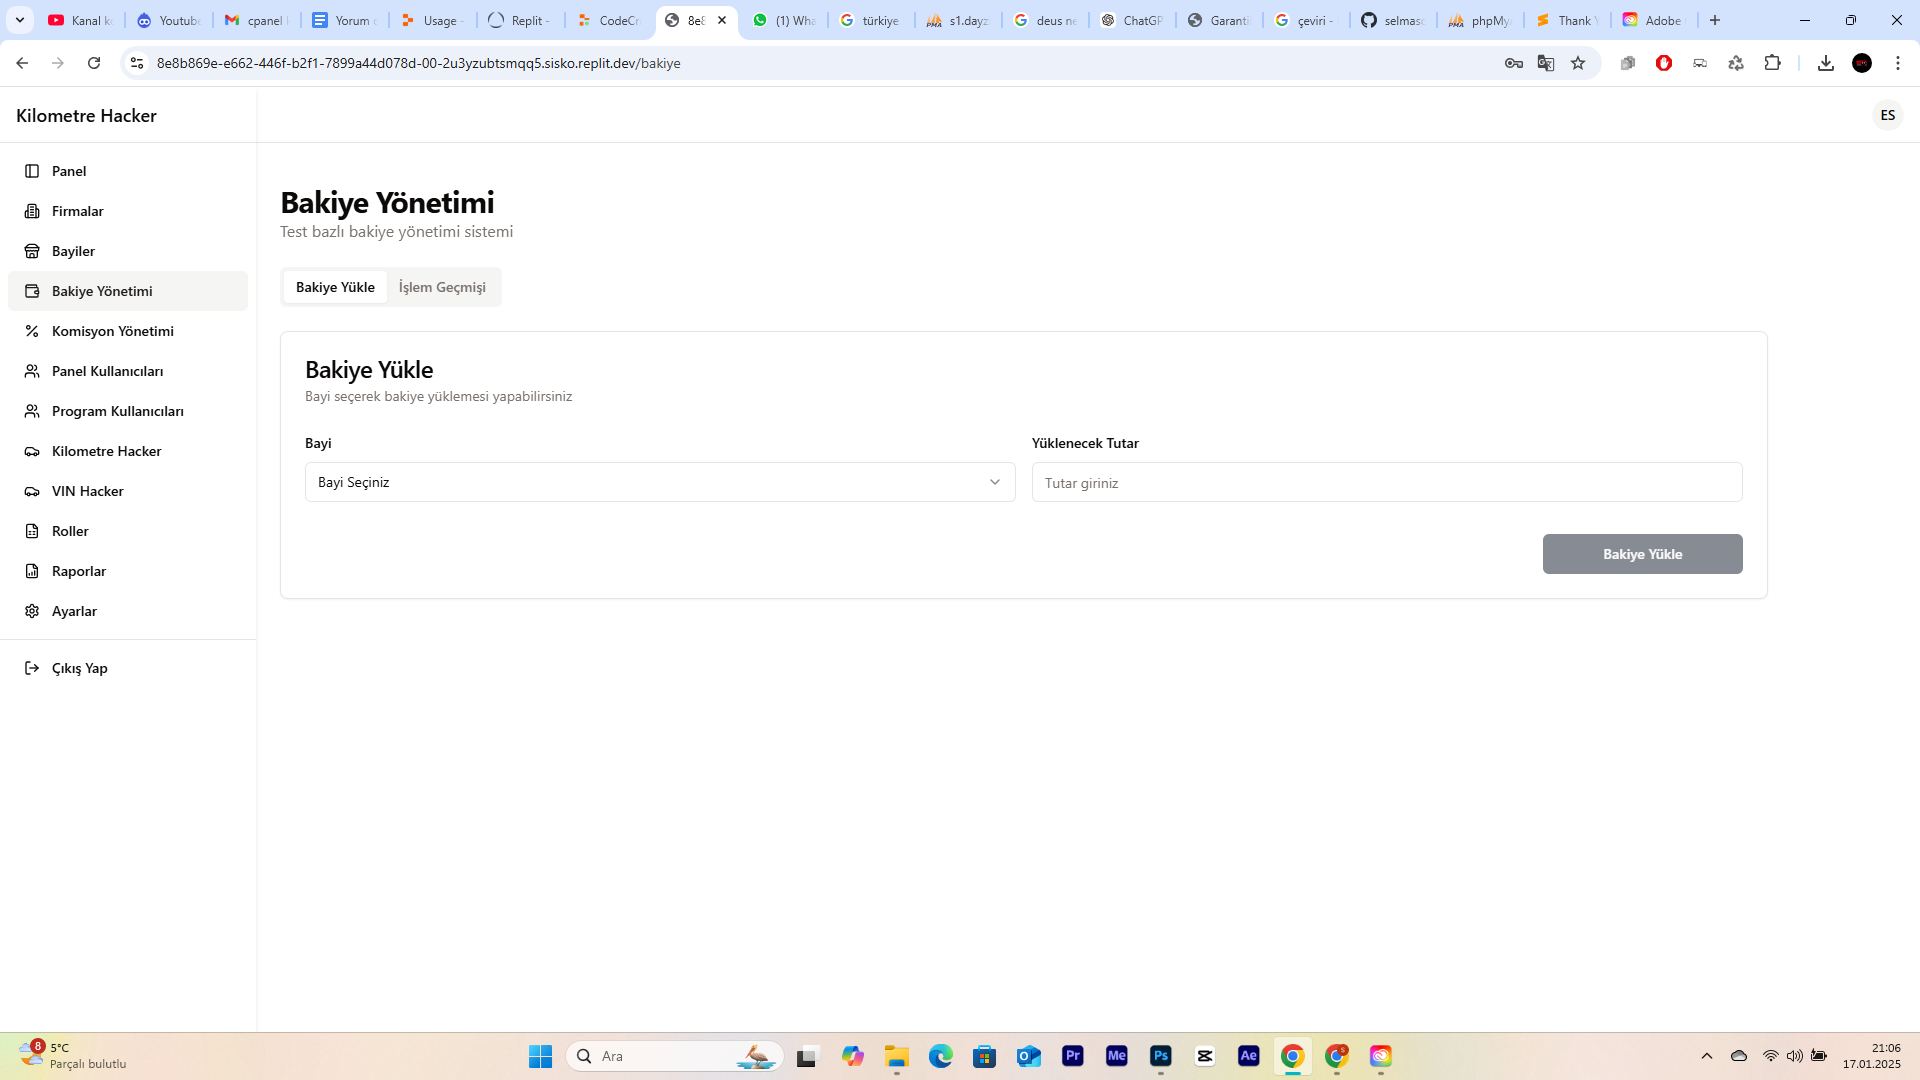 Kanal k
Youtube
cpanel
Yorum
Usage -
Replit -
CodeCr
8e8
(1) Wha
türkiye
s1.dayz
deus ne
ChatGP
Garanti
çeviri -
selmas
phpMy
Thank Y
Adobe
8e8b869e-e662-446f-b2f1-7899a44d078d-00-2u3yzubtsmqq5.sisko.replit.dev/bakiye
Kilometre Hacker
ES
Panel
Firmalar
Bayiler
Bakiye Yönetimi
Komisyon Yönetimi
Panel Kullanıcıları
Program Kullanıcıları
Kilometre Hacker
VIN Hacker
Roller
Raporlar
Ayarlar
Çıkış Yap
Bakiye Yönetimi
Test bazlı bakiye yönetimi sistemi
Bakiye Yükle
İşlem Geçmişi
Bakiye Yükle
Bayi seçerek bakiye yüklemesi yapabilirsiniz
Bayi
Bayi Seçiniz
Yüklenecek Tutar
Tutar giriniz
Bakiye Yükle
8
5°C
Parçalı bulutlu
Ara
Pr
Me
Ps
Ae
21:06
17.01.2025